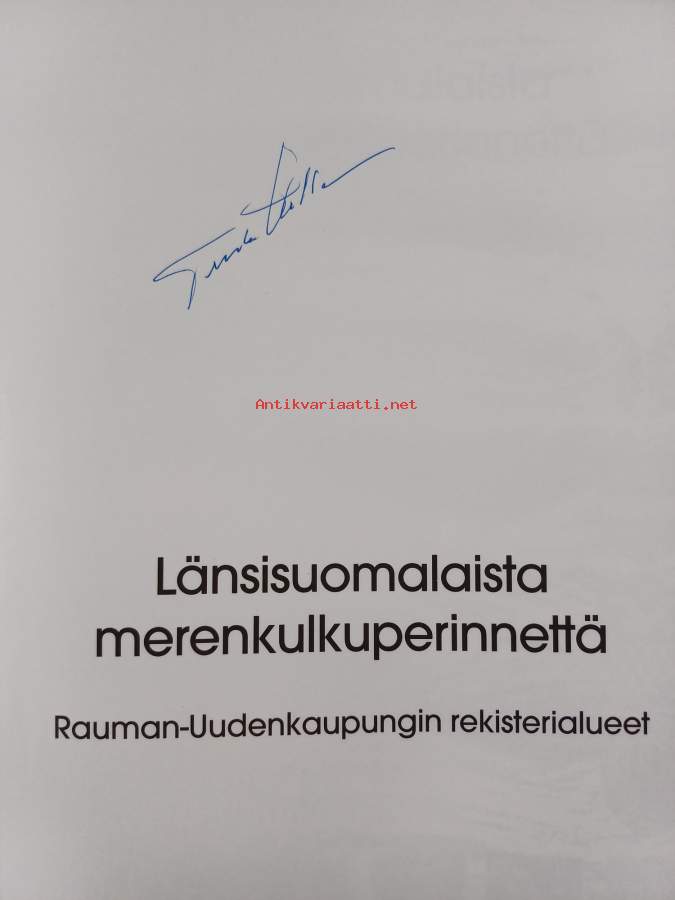 Antikvariaatti.net
Länsisuomalaista
merenkulkuperinnettä
Rauman-Uudenkaupungin rekisterialueet